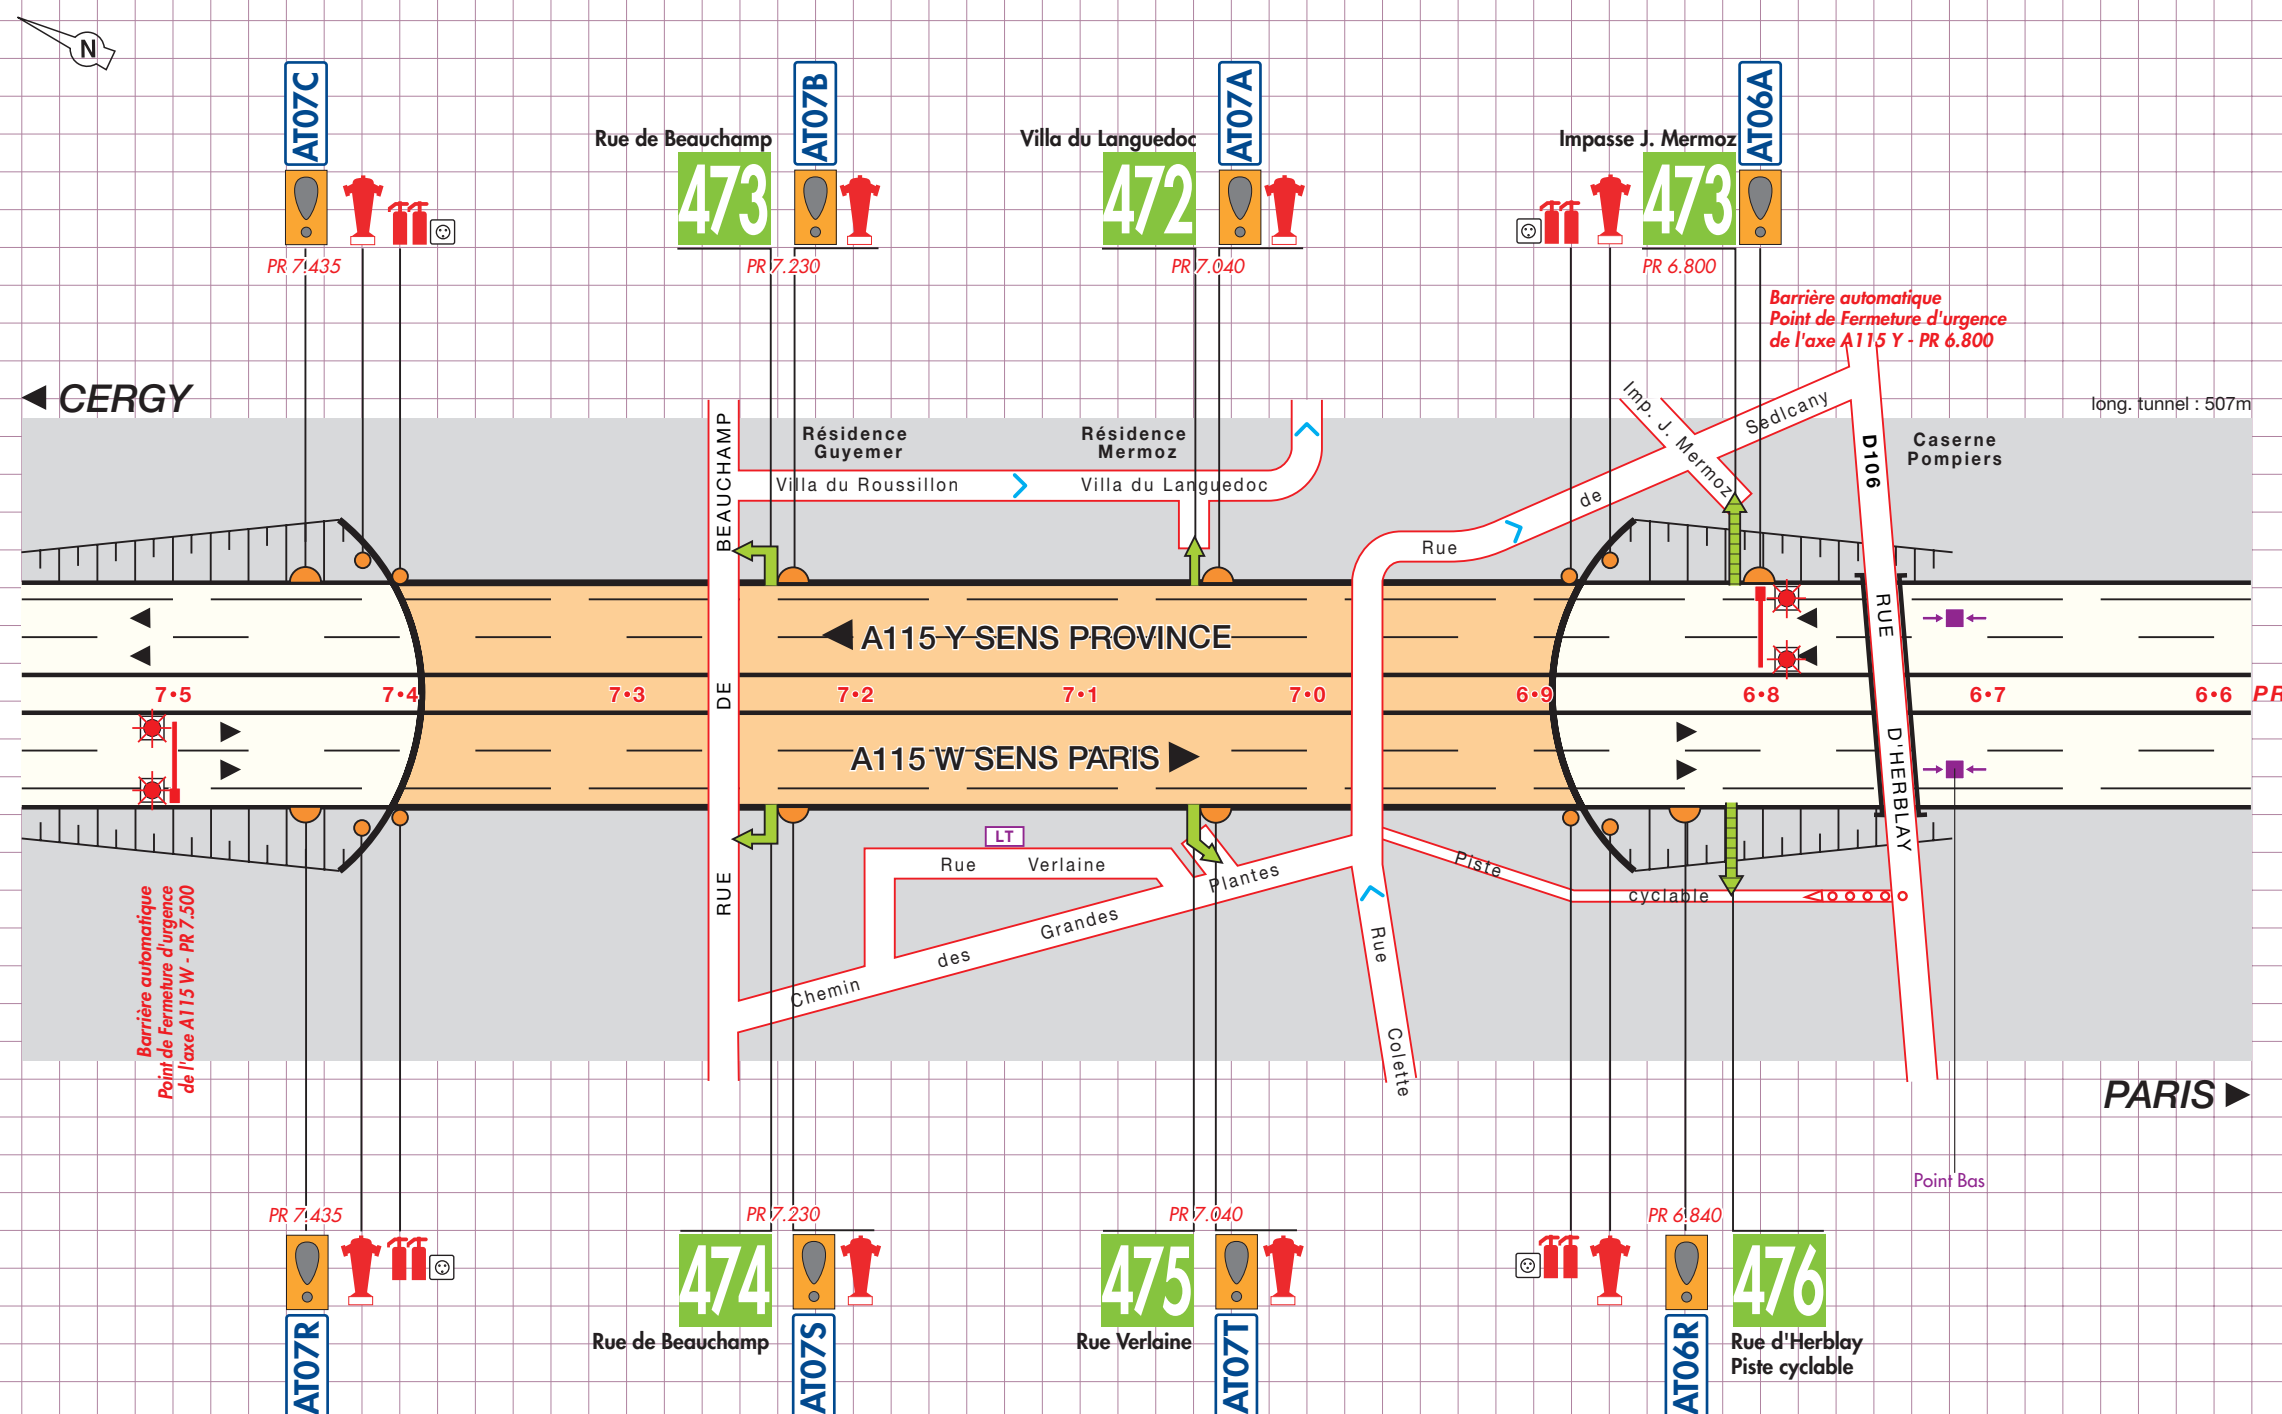 N
AT07C
AT07B
AT07A
AT06A
Rue de Beauchamp
Villa du Languedoc
Impasse J. Mermoz
473
472
473
PR 7.435
PR 7.230
PR 7.040
PR 6.800
Barrière automatique
Point de Fermeture d'urgence
de l'axe A115 Y - PR 6.800
CERGY
long. tunnel : 507m
Résidence
Guyemer
Résidence
Mermoz
Villa du Roussillon
Villa du Languedoc
Imp. J. Mermoz
Rue de Sedlcany
D106
Caserne
Pompiers
RUE DE BEAUCHAMP
RUE D'HERBLAY
A115 Y SENS PROVINCE
7•5 7•4 7•3 7•2 7•1 7•0 6•9 6•8 6•7 6•6 PR
A115 W SENS PARIS
LT
Rue Verlaine
Chemin des Grandes Plantes
Piste cyclable
Rue Colette
Barrière automatique
Point de Fermeture d'urgence
de l'axe A115 W - PR 7.500
PARIS
Point Bas
PR 7.435
PR 7.230
PR 7.040
PR 6.840
474
475
476
Rue de Beauchamp
Rue Verlaine
Rue d'Herblay
Piste cyclable
AT07R
AT07S
AT07T
AT06R